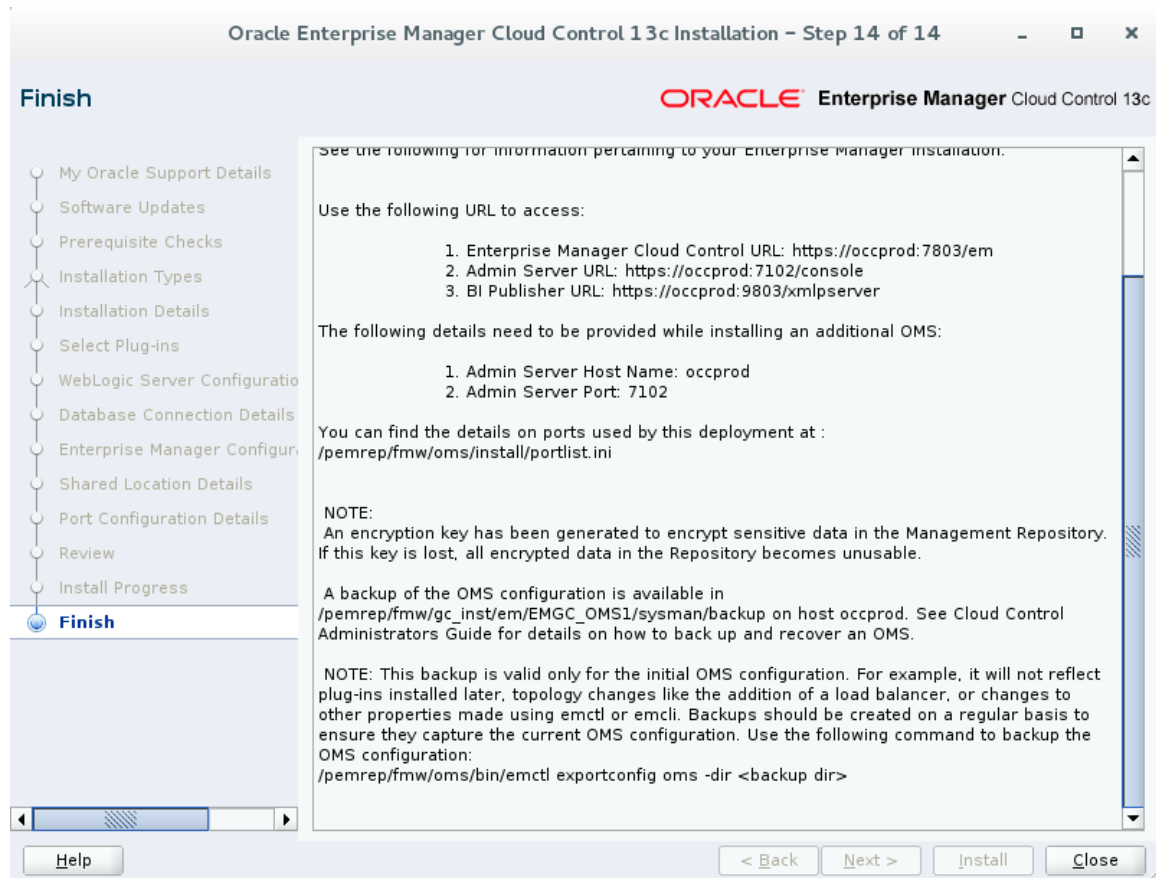 Oracle Enterprise Manager Cloud Control 13c Installation – Step 14 of 14
Finish
ORACLE Enterprise Manager Cloud Control 13c
My Oracle Support Details
Software Updates
Prerequisite Checks
Installation Types
Installation Details
Select Plug-ins
WebLogic Server Configuratio
Database Connection Details
Enterprise Manager Configur
Shared Location Details
Port Configuration Details
Review
Install Progress
Finish
See the following for information pertaining to your Enterprise Manager installation.
Use the following URL to access:
1. Enterprise Manager Cloud Control URL: https://occprod:7803/em
2. Admin Server URL: https://occprod:7102/console
3. BI Publisher URL: https://occprod:9803/xmlpserver
The following details need to be provided while installing an additional OMS:
1. Admin Server Host Name: occprod
2. Admin Server Port: 7102
You can find the details on ports used by this deployment at :
/pemrep/fmw/oms/install/portlist.ini
NOTE:
An encryption key has been generated to encrypt sensitive data in the Management Repository.
If this key is lost, all encrypted data in the Repository becomes unusable.
A backup of the OMS configuration is available in
/pemrep/fmw/gc_inst/em/EMGC_OMS1/sysman/backup on host occprod. See Cloud Control
Administrators Guide for details on how to back up and recover an OMS.
NOTE: This backup is valid only for the initial OMS configuration. For example, it will not reflect
plug-ins installed later, topology changes like the addition of a load balancer, or changes to
other properties made using emctl or emcli. Backups should be created on a regular basis to
ensure they capture the current OMS configuration. Use the following command to backup the
OMS configuration:
/pemrep/fmw/oms/bin/emctl exportconfig oms -dir <backup dir>
Help
< Back
Next >
Install
Close